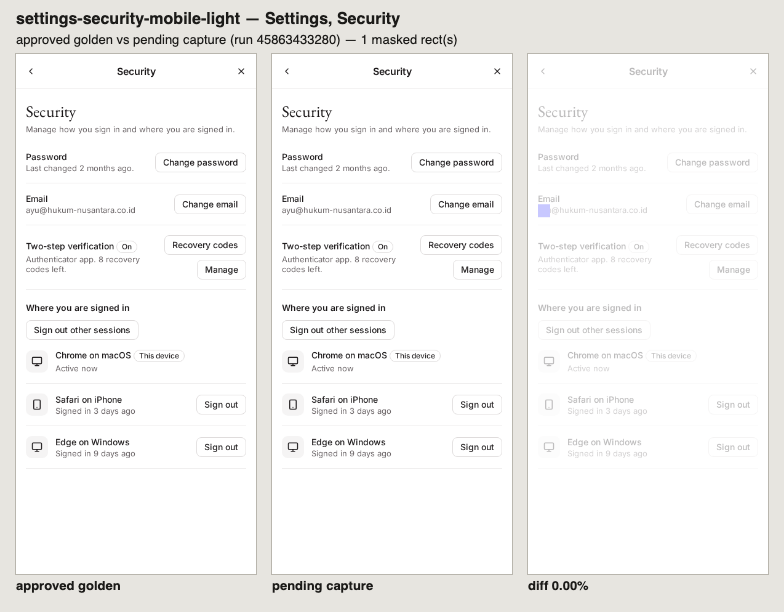 settings-security-mobile-light — Settings, Security
approved golden vs pending capture (run 45863433280) — 1 masked rect(s)
Security
Security
Manage how you sign in and where you are signed in.
Password
Last changed 2 months ago.
Change password
Email
ayu@hukum-nusantara.co.id
Change email
Two-step verification On
Authenticator app. 8 recovery
codes left.
Recovery codes
Manage
Where you are signed in
Sign out other sessions
Chrome on macOS This device
Active now
Safari on iPhone
Signed in 3 days ago
Sign out
Edge on Windows
Signed in 9 days ago
Sign out
approved golden
Security
Security
Manage how you sign in and where you are signed in.
Password
Last changed 2 months ago.
Change password
Email
ayu@hukum-nusantara.co.id
Change email
Two-step verification On
Authenticator app. 8 recovery
codes left.
Recovery codes
Manage
Where you are signed in
Sign out other sessions
Chrome on macOS This device
Active now
Safari on iPhone
Signed in 3 days ago
Sign out
Edge on Windows
Signed in 9 days ago
Sign out
pending capture
Security
Security
Manage how you sign in and where you are signed in.
Password
Last changed 2 months ago.
Change password
Email
@hukum-nusantara.co.id
Change email
Two-step verification On
Authenticator app. 8 recovery
codes left.
Recovery codes
Manage
Where you are signed in
Sign out other sessions
Chrome on macOS This device
Active now
Safari on iPhone
Signed in 3 days ago
Sign out
Edge on Windows
Signed in 9 days ago
Sign out
diff 0.00%